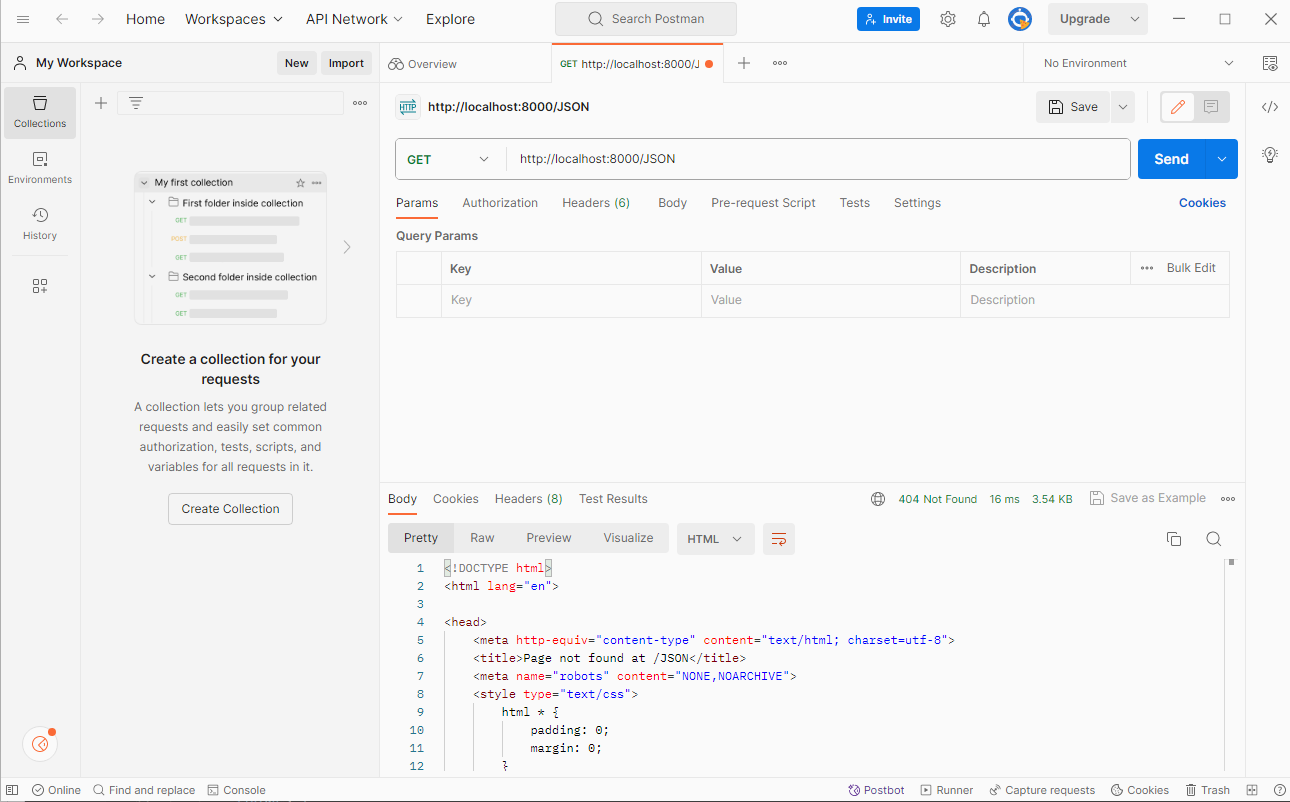 Home Workspaces API Network Explore Search Postman Invite Upgrade
My Workspace New Import Overview GET http://localhost:8000/J No Environment
Collections
Environments
History
My first collection
First folder inside collection
GET
POST
GET
Second folder inside collection
GET
GET
Create a collection for your
requests
A collection lets you group related
requests and easily set common
authorization, tests, scripts, and
variables for all requests in it.
Create Collection
HTTP http://localhost:8000/JSON Save
GET http://localhost:8000/JSON Send
Params Authorization Headers (6) Body Pre-request Script Tests Settings Cookies
Query Params
Key Value Description Bulk Edit
Key Value Description
Body Cookies Headers (8) Test Results 404 Not Found 16 ms 3.54 KB Save as Example
Pretty Raw Preview Visualize HTML
1 <!DOCTYPE html>
2 <html lang="en">
3
4 <head>
5 <meta http-equiv="content-type" content="text/html; charset=utf-8">
6 <title>Page not found at /JSON</title>
7 <meta name="robots" content="NONE,NOARCHIVE">
8 <style type="text/css">
9 html * {
10 padding: 0;
11 margin: 0;
12 }
Online Find and replace Console Postbot Runner Capture requests Cookies Trash